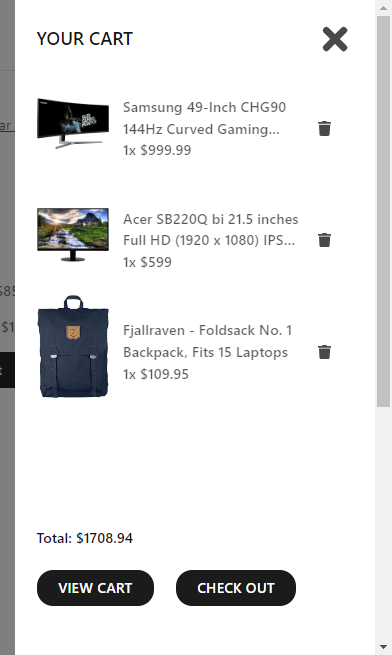 YOUR CART
Samsung 49-Inch CHG90
144Hz Curved Gaming...
1x $999.99
Acer SB220Q bi 21.5 inches
Full HD (1920 x 1080) IPS...
1x $599
Fjallraven - Foldsack No. 1
Backpack, Fits 15 Laptops
1x $109.95
Total: $1708.94
VIEW CART
CHECK OUT